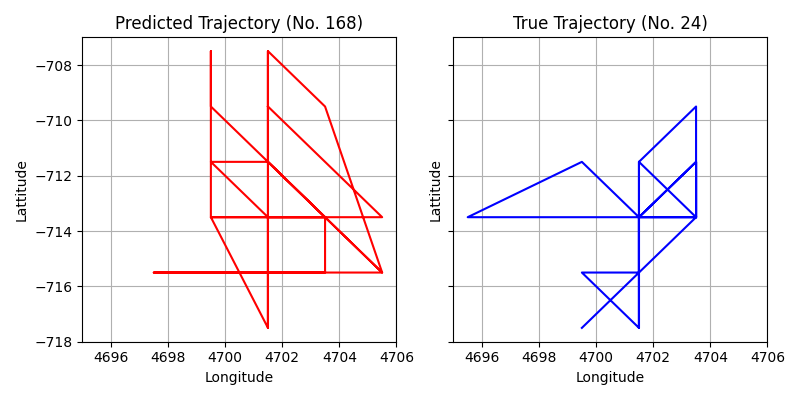 Predicted Trajectory (No. 168)
Lattitude
−708
−710
−712
−714
−716
−718
4696 4698 4700 4702 4704 4706
Longitude
True Trajectory (No. 24)
Lattitude
4696 4698 4700 4702 4704 4706
Longitude